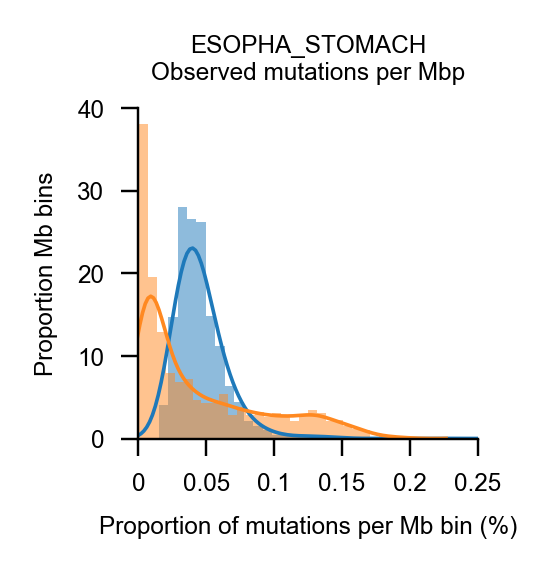 ESOPHA_STOMACH
Observed mutations per Mbp
40
30
20
10
0
Proportion Mb bins
0 0.05 0.1 0.15 0.2 0.25
Proportion of mutations per Mb bin (%)